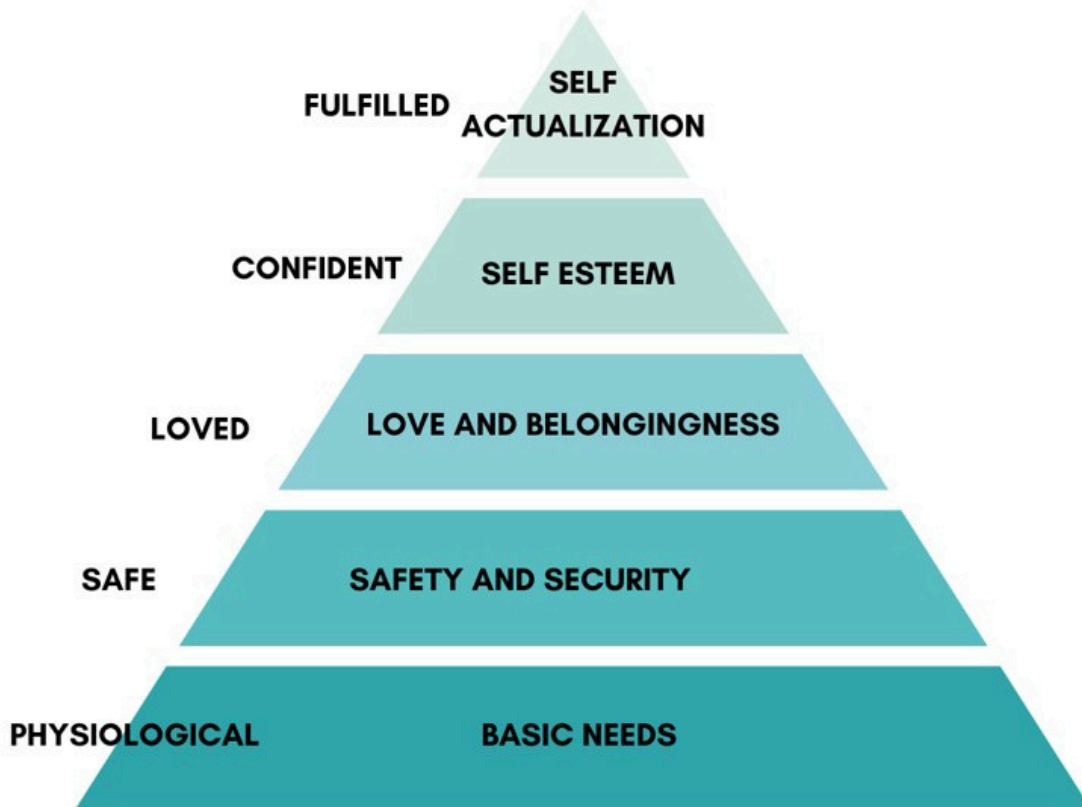 SELF
FULFILLED ACTUALIZATION
CONFIDENT SELF ESTEEM
LOVED LOVE AND BELONGINGNESS
SAFE SAFETY AND SECURITY
PHYSIOLOGICAL BASIC NEEDS